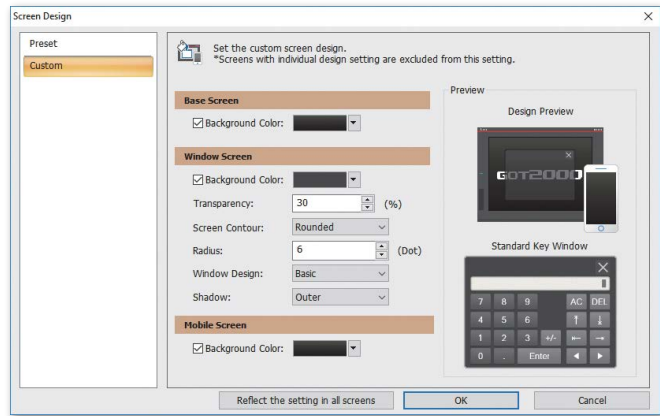 Screen Design
Preset
Custom
Set the custom screen design.
*Screens with individual design setting are excluded from this setting.
Base Screen
Background Color:
Window Screen
Background Color:
Transparency: 30 (%)
Screen Contour: Rounded
Radius: 6 (Dot)
Window Design: Basic
Shadow: Outer
Mobile Screen
Background Color:
Preview
Design Preview
GOT2000
Standard Key Window
7 8 9 AC DEL
4 5 6
1 2 3 +/-
0 . Enter
Reflect the setting in all screens OK Cancel